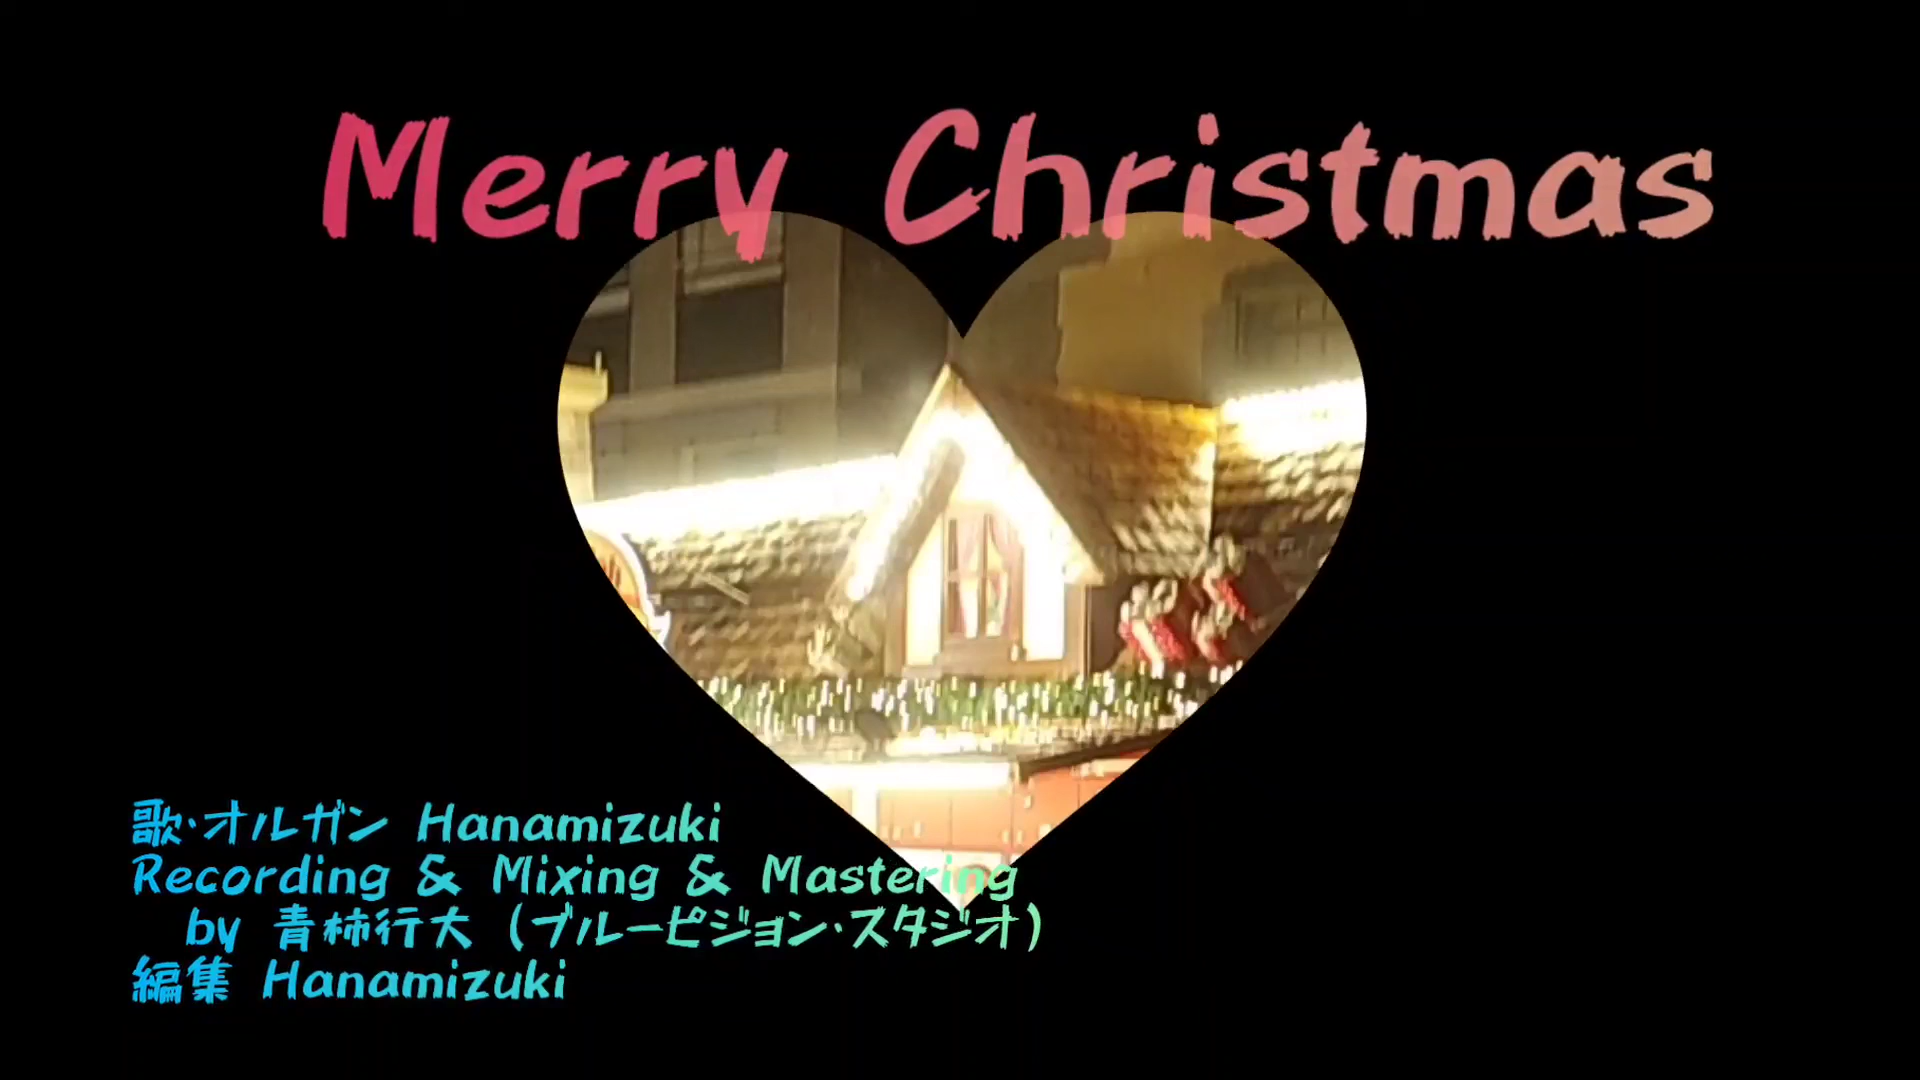 Merry Christmas
歌・オルガン Hanamizuki
Recording & Mixing & Mastering
by 青柿行大 (ブルーピジョン・スタジオ)
編集 Hanamizuki